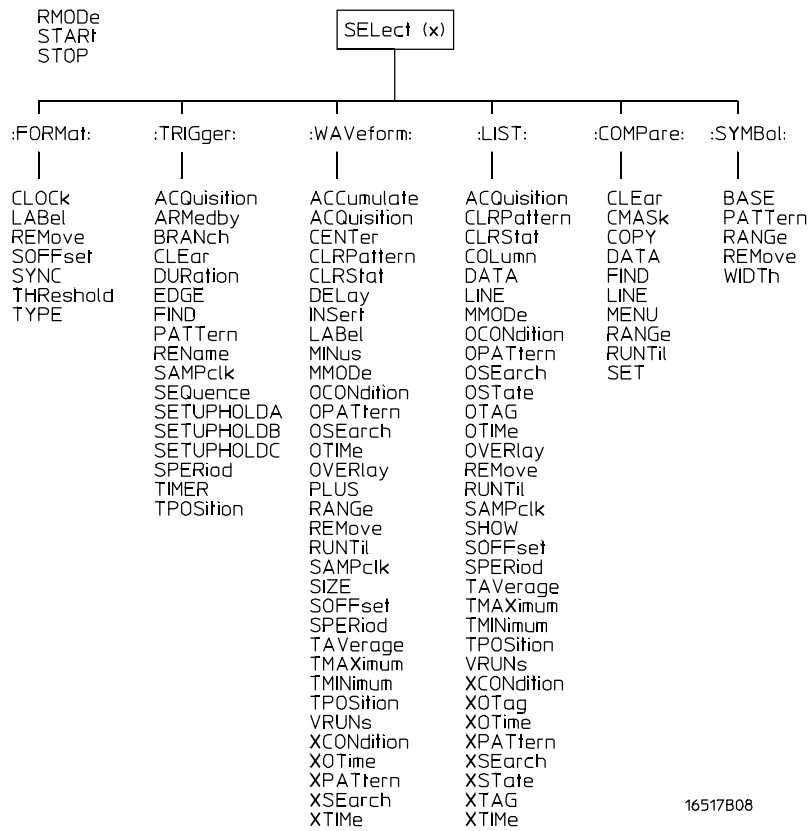 RMODe
STARt
STOP
SELect (x)
:FORMat:
CLOCk
LABel
REMove
SOFFset
SYNC
THReshold
TYPE
:TRIGger:
ACQuisition
ARMedby
BRANch
CLEar
DURation
EDGE
FIND
PATTern
REName
SAMPclk
SEQuence
SETUPHOLDA
SETUPHOLDB
SETUPHOLDC
SPERiod
TIMER
TPOSition
:WAVeform:
ACCumulate
ACQuisition
CENTer
CLRPattern
CLRStat
DELay
INSert
LABel
MINus
MMODe
OCONdition
OPATtern
OSEarch
OTIMe
OVERlay
PLUS
RANGe
REMove
RUNTil
SAMPclk
SIZE
SOFFset
SPERiod
TAVerage
TMAXimum
TMINimum
TPOSition
VRUNs
XCONdition
XOTime
XPATtern
XSEarch
XTIMe
:LIST:
ACQuisition
CLRPattern
CLRStat
COLumn
DATA
LINE
MMODe
OCONdition
OPATtern
OSEarch
OSTate
OTAG
OTIMe
OVERlay
REMove
RUNTil
SAMPclk
SHOW
SOFFset
SPERiod
TAVerage
TMAXimum
TMINimum
TPOSition
VRUNs
XCONdition
XOTag
XOTime
XPATtern
XSEarch
XSTate
XTAG
XTIMe
:COMPare:
CLEar
CMASk
COPY
DATA
FIND
LINE
MENU
RANGe
RUNTil
SET
:SYMBol:
BASE
PATTern
RANGe
REMove
WIDTh
16517B08